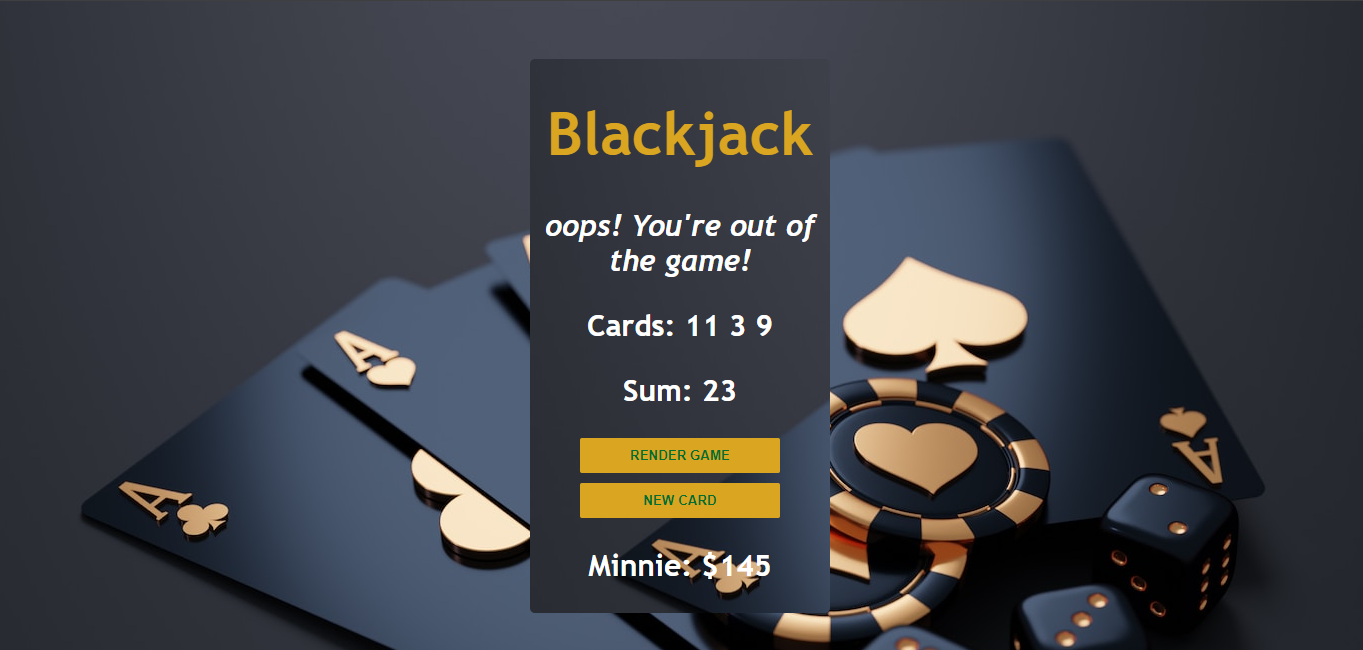 Blackjack
oops! You're out of
the game!
Cards: 11 3 9
Sum: 23
RENDER GAME
NEW CARD
Minnie: $145
A
A
A
A